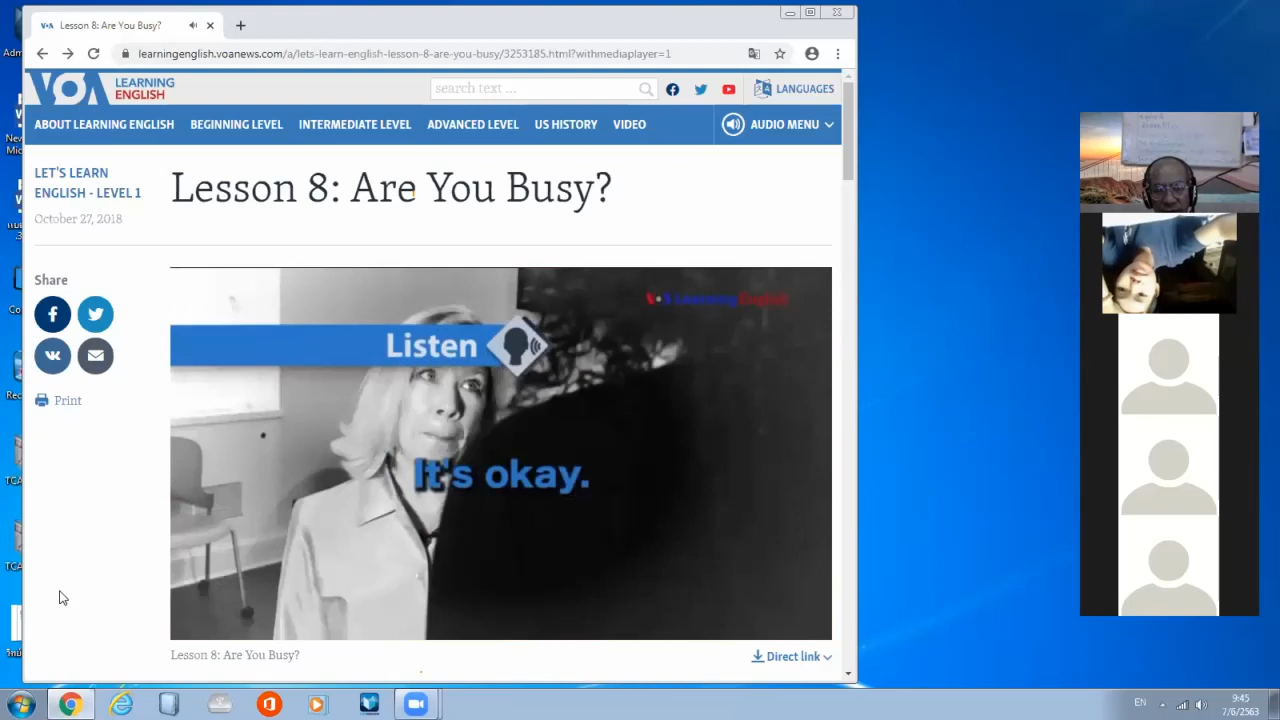 Lesson 8: Are You Busy?
learningenglish.voanews.com/a/lets-learn-english-lesson-8-are-you-busy/3253185.html?withmediaplayer=1
VOA LEARNING ENGLISH
search text ...
LANGUAGES
ABOUT LEARNING ENGLISH
BEGINNING LEVEL
INTERMEDIATE LEVEL
ADVANCED LEVEL
US HISTORY
VIDEO
AUDIO MENU
LET'S LEARN
ENGLISH - LEVEL 1
October 27, 2018
Lesson 8: Are You Busy?
Share
Print
VOA Learning English
Listen
It's okay.
Lesson 8: Are You Busy?
Direct link
EN
9:45
7/6/2563